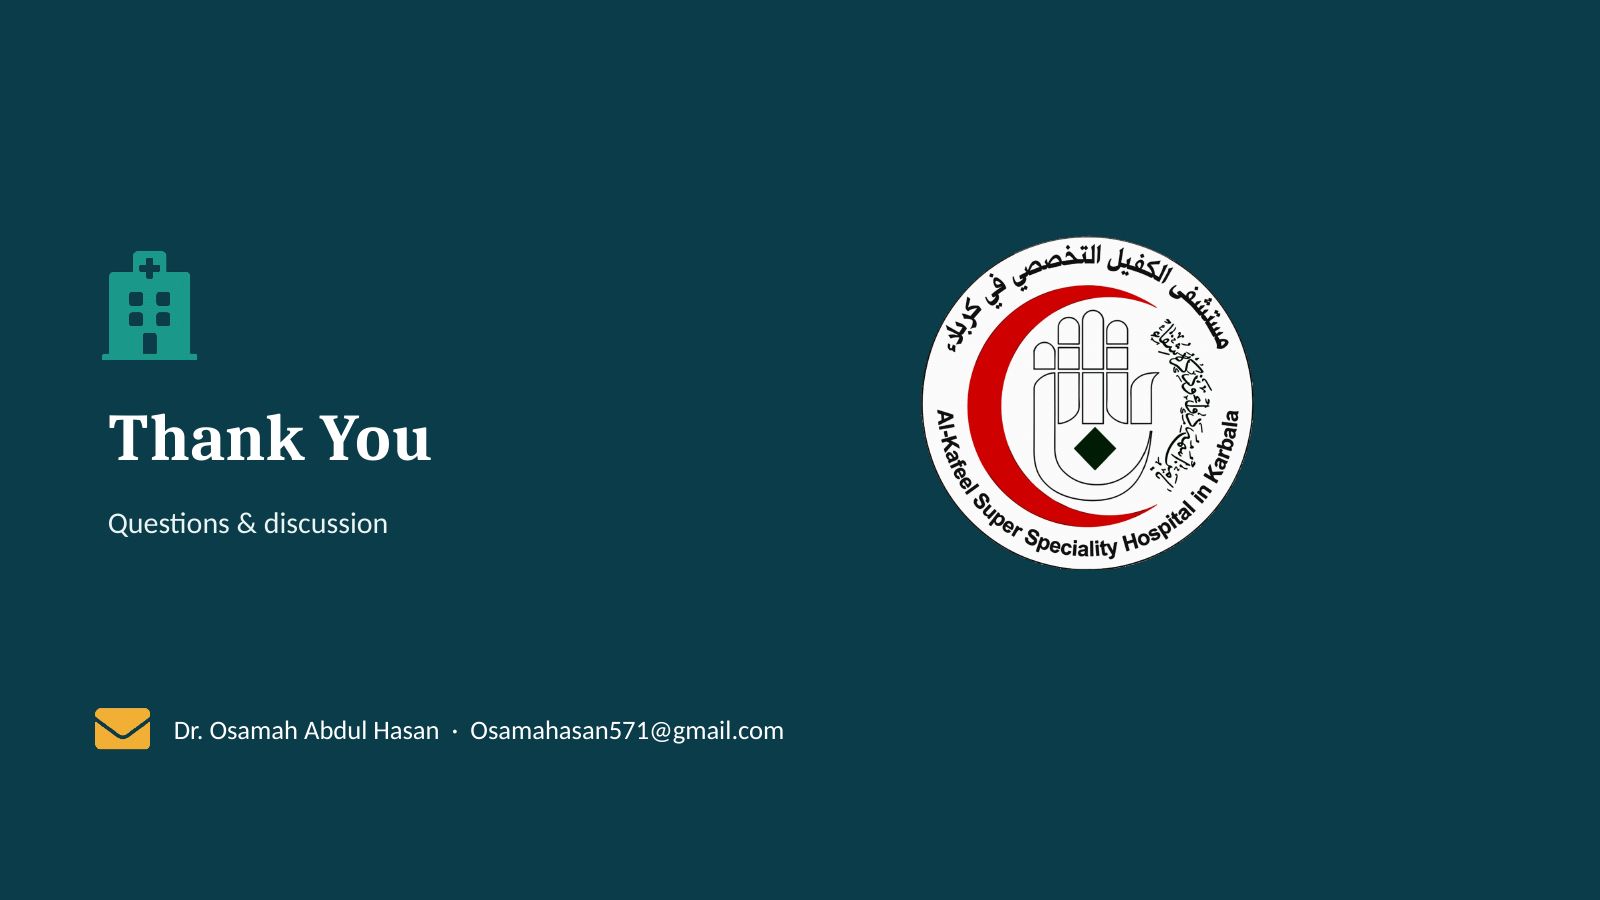 Thank You
Questions & discussion
Dr. Osamah Abdul Hasan · Osamahasan571@gmail.com
مستشفى الكفيل التخصصي في كربلاء
Al-Kafeel Super Speciality Hospital in Karbala